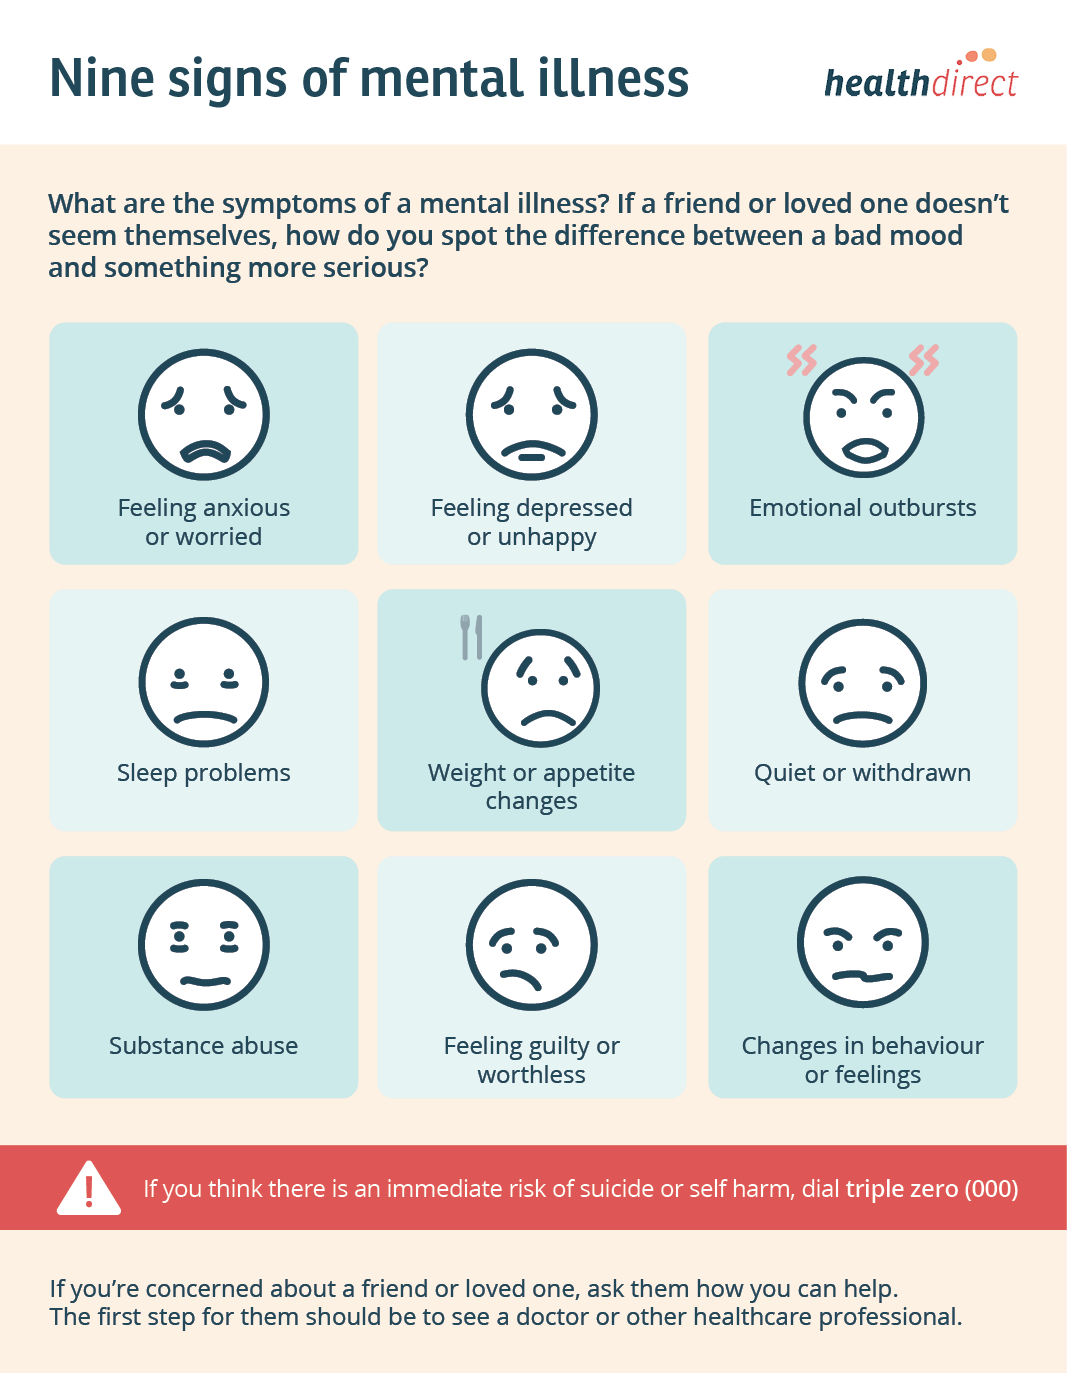 Nine signs of mental illness
healthdirect
What are the symptoms of a mental illness? If a friend or loved one doesn’t
seem themselves, how do you spot the difference between a bad mood
and something more serious?
Feeling anxious
or worried
Feeling depressed
or unhappy
Emotional outbursts
Sleep problems
Weight or appetite
changes
Quiet or withdrawn
Substance abuse
Feeling guilty or
worthless
Changes in behaviour
or feelings
If you think there is an immediate risk of suicide or self harm, dial triple zero (000)
If you’re concerned about a friend or loved one, ask them how you can help.
The first step for them should be to see a doctor or other healthcare professional.